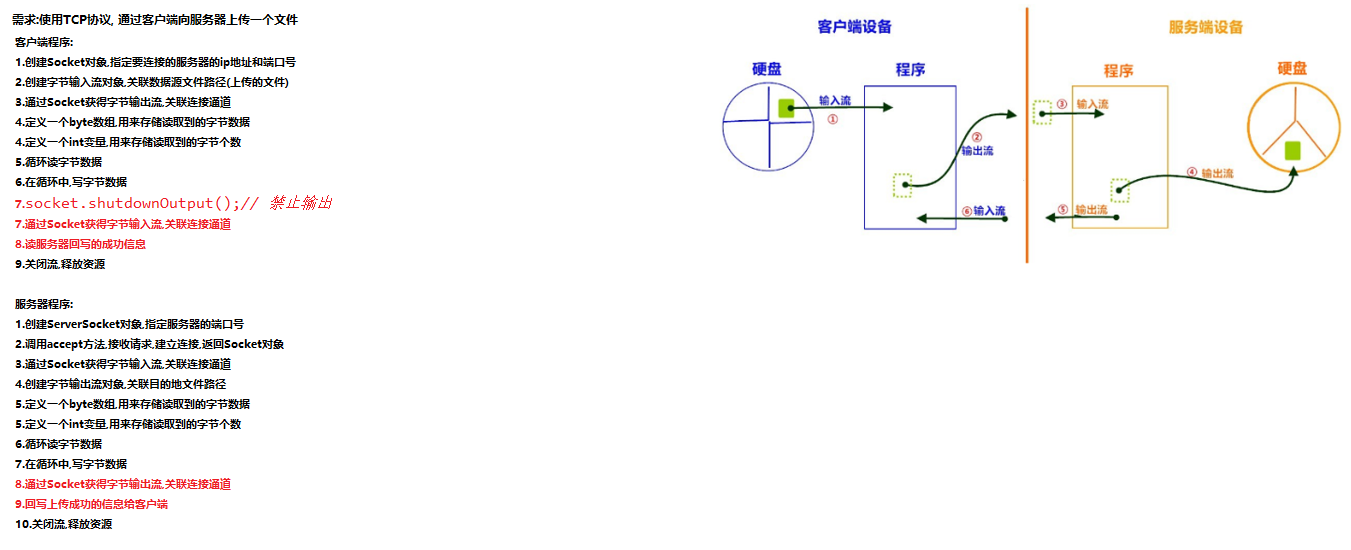 需求:使用TCP协议, 通过客户端向服务器上传一个文件
客户端程序:
1.创建Socket对象,指定要连接的服务器的ip地址和端口号
2.创建字节输入流对象,关联数据源文件路径(上传的文件)
3.通过Socket获得字节输出流,关联连接通道
4.定义一个byte数组,用来存储读取到的字节数据
4.定义一个int变量,用来存储读取到的字节个数
5.循环读字节数据
6.在循环中,写字节数据
7.socket.shutdownOutput();// 禁止输出
7.通过Socket获得字节输入流,关联连接通道
8.读服务器回写的成功信息
9.关闭流,释放资源
服务器程序:
1.创建ServerSocket对象,指定服务器的端口号
2.调用accept方法,接收请求,建立连接,返回Socket对象
3.通过Socket获得字节输入流,关联连接通道
4.创建字节输出流对象,关联目的地文件路径
5.定义一个byte数组,用来存储读取到的字节数据
5.定义一个int变量,用来存储读取到的字节个数
6.循环读字节数据
7.在循环中,写字节数据
8.通过Socket获得字节输出流,关联连接通道
9.回写上传成功的信息给客户端
10.关闭流,释放资源
客户端设备
硬盘
程序
输入流
①
②
输出流
⑥输入流
服务端设备
程序
硬盘
③ 输入流
④ 输出流
⑤ 输出流